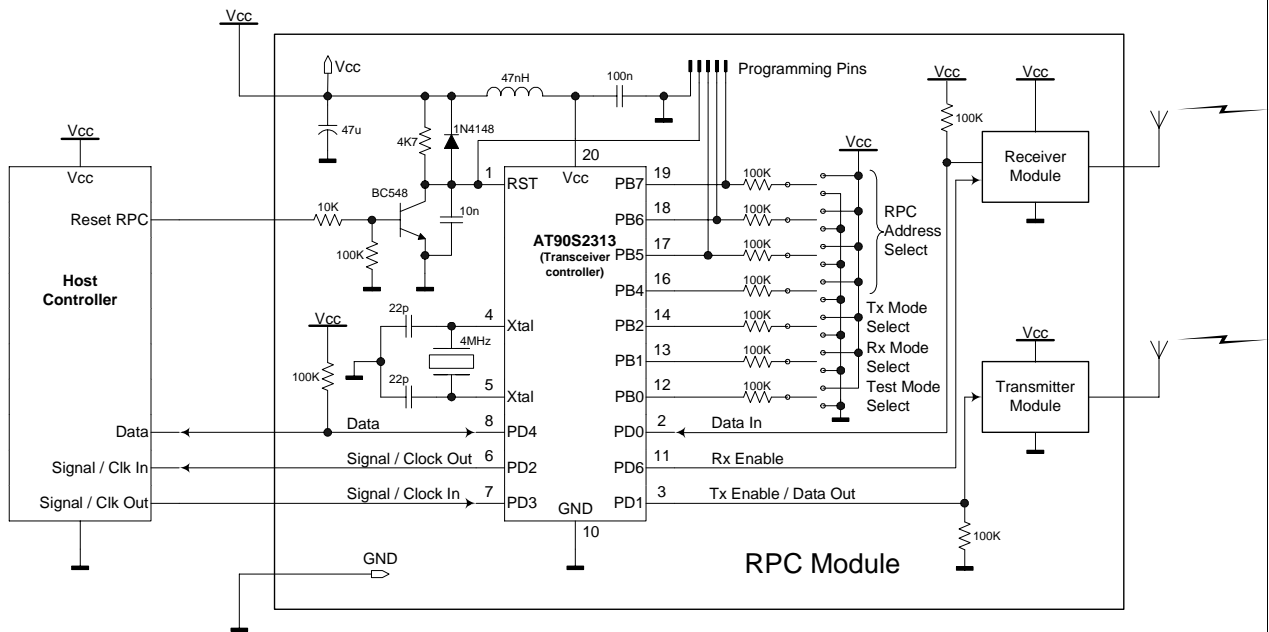 Vcc
Vcc
47nH
100n
Programming Pins
Vcc
Vcc
100K
47u
4K7
1N4148
Vcc
Vcc
Vcc
20
Vcc
Receiver
Module
1
RST
19
PB7
100K
BC548
Reset RPC
10K
10n
18
PB6
100K
RPC
Address
Select
100K
AT90S2313
(Transceiver
controller)
17
PB5
100K
Host
Controller
16
PB4
100K
Vcc
22p
4
Xtal
14
PB2
100K
Tx Mode
Select
Vcc
4MHz
13
PB1
100K
Rx Mode
Select
100K
22p
5
Xtal
12
PB0
100K
Test Mode
Select
Transmitter
Module
Data
Data
8
PD4
2
PD0
Data In
Signal / Clk In
Signal / Clock Out
6
PD2
11
PD6
Rx Enable
Signal / Clk Out
Signal / Clock In
7
PD3
3
PD1
Tx Enable / Data Out
GND
10
100K
GND
RPC Module